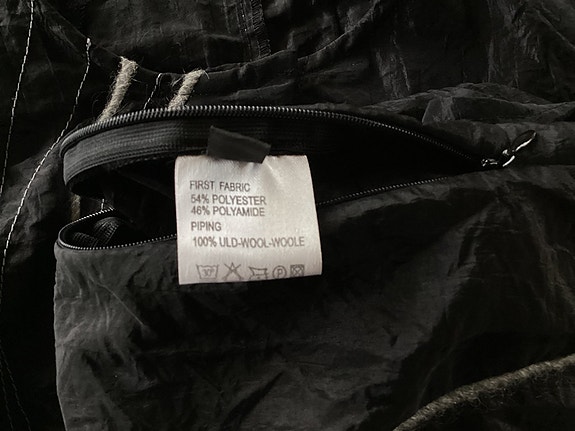 FIRST FABRIC
54% POLYESTER
46% POLYAMIDE
PIPING
100% ULD-WOOL-WOOLE